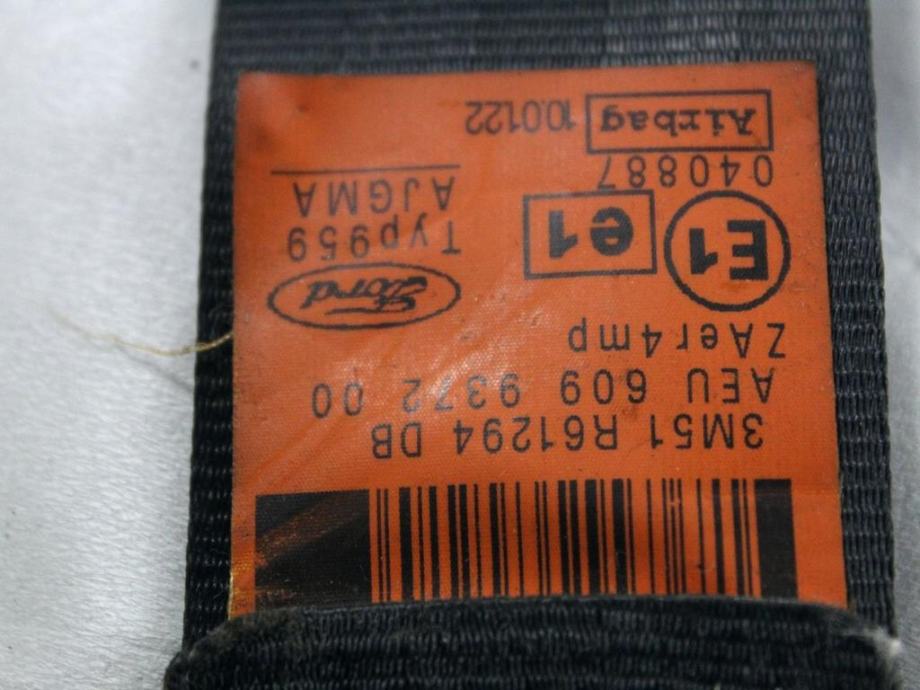 3M51 R61294 DB
AEU 609 9372 00
ZAer4mp
E1 e1 Ford
Typ959
040887 AJGMA
Airbag 10.0122